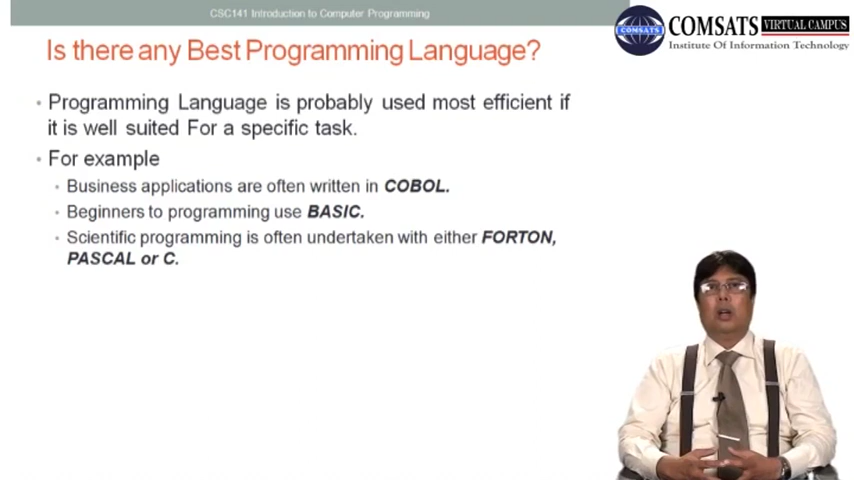 CSC141 Introduction to Computer Programming
COMSATS VIRTUAL CAMPUS
Institute Of Information Technology
COMSATS
Is there any Best Programming Language?
• Programming Language is probably used most efficient if
it is well suited For a specific task.
• For example
• Business applications are often written in COBOL.
• Beginners to programming use BASIC.
• Scientific programming is often undertaken with either FORTON,
PASCAL or C.